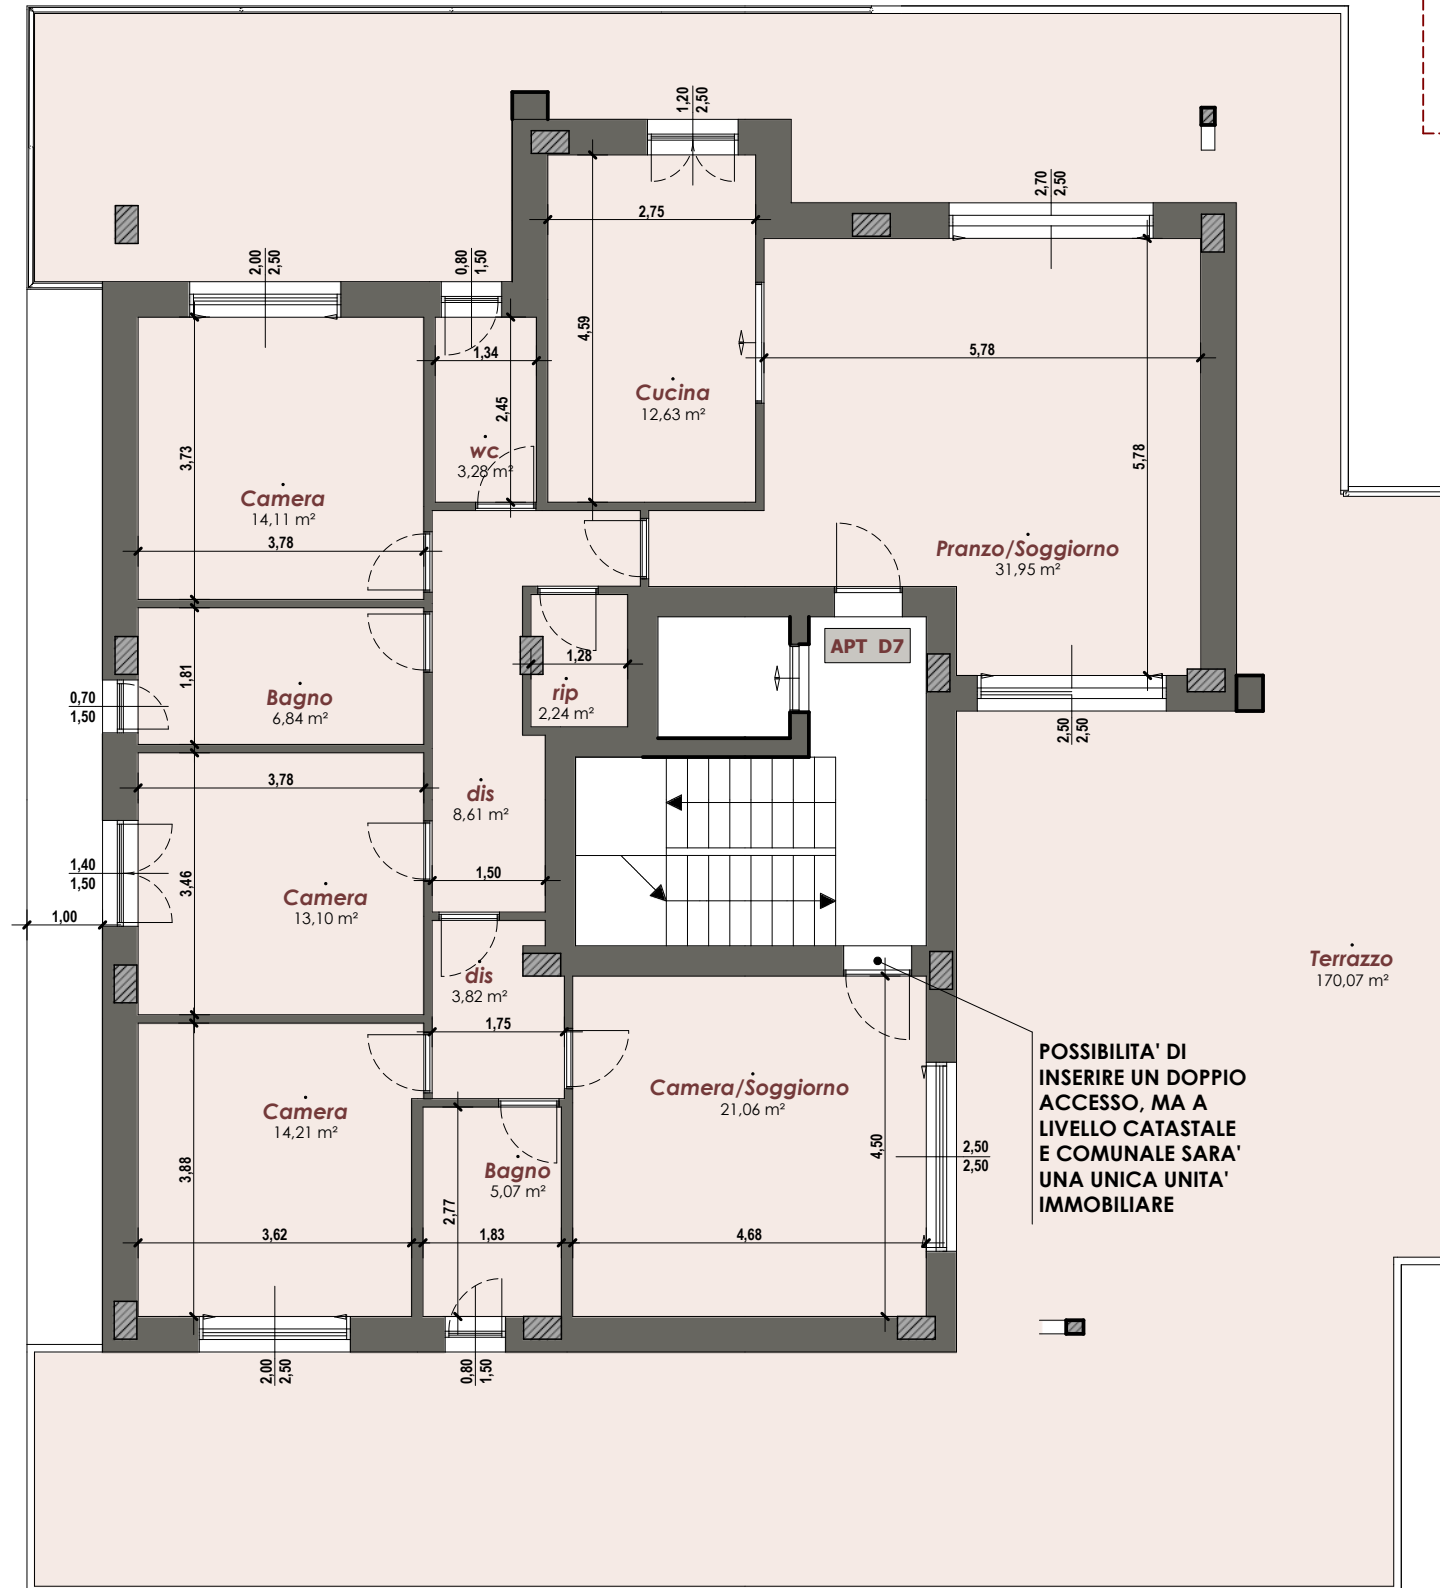 1,20
2,50
2,70
2,50
2,75
2,00
2,50
0,80
1,50
4,59
1,34
5,78
Cucina
12,63 m²
2,45
wc
3,28 m²
3,73
5,78
Camera
14,11 m²
3,78
Pranzo/Soggiorno
31,95 m²
APT D7
1,28
1,81
rip
2,24 m²
Bagno
6,84 m²
0,70
1,50
2,50
2,50
3,78
dis
8,61 m²
1,40
1,50
3,46
1,50
Camera
13,10 m²
1,00
Terrazzo
170,07 m²
dis
3,82 m²
1,75
POSSIBILITA' DI
INSERIRE UN DOPPIO
ACCESSO, MA A
LIVELLO CATASTALE
E COMUNALE SARA'
UNA UNICA UNITA'
IMMOBILIARE
Camera/Soggiorno
21,06 m²
Camera
14,21 m²
4,50
2,50
2,50
3,88
Bagno
5,07 m²
2,77
3,62
1,83
4,68
2,00
2,50
0,80
1,50